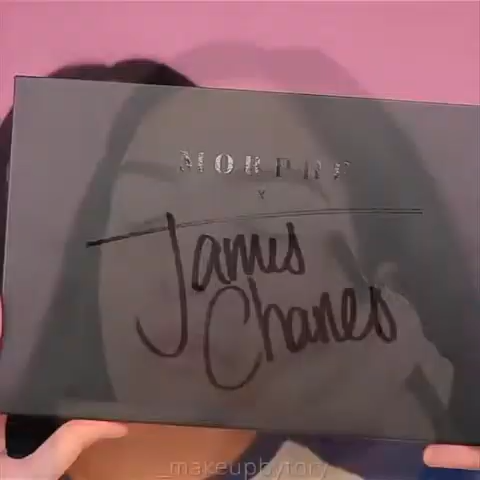 MORPHE
X
James
Charles
_makeupbytory